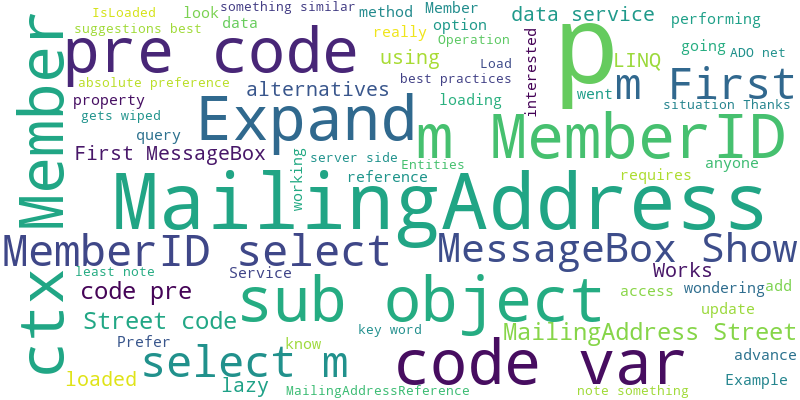 IsLoaded
look
something similar
method
Member
suggestions best
data
option
data service
performing
pre code
really
Operation
p
going
ADO net
absolute preference
using
Load
interested
LINQ
property
alternatives
best practices
went
m First
gets wiped
Expand
loading
situation Thanks
query
m MemberID
First MessageBox
working
server side
Entities
anyone
reference
requires
ctx Member
MailingAddress
MemberID select
MessageBox Show
least note
Service
Works
code pre
sub object
access
wondering
add
Street code
key word
update
Prefer
know
MailingAddress Street
select m
code var
advance
loaded
lazy
MailingAddressReference
note something
Example